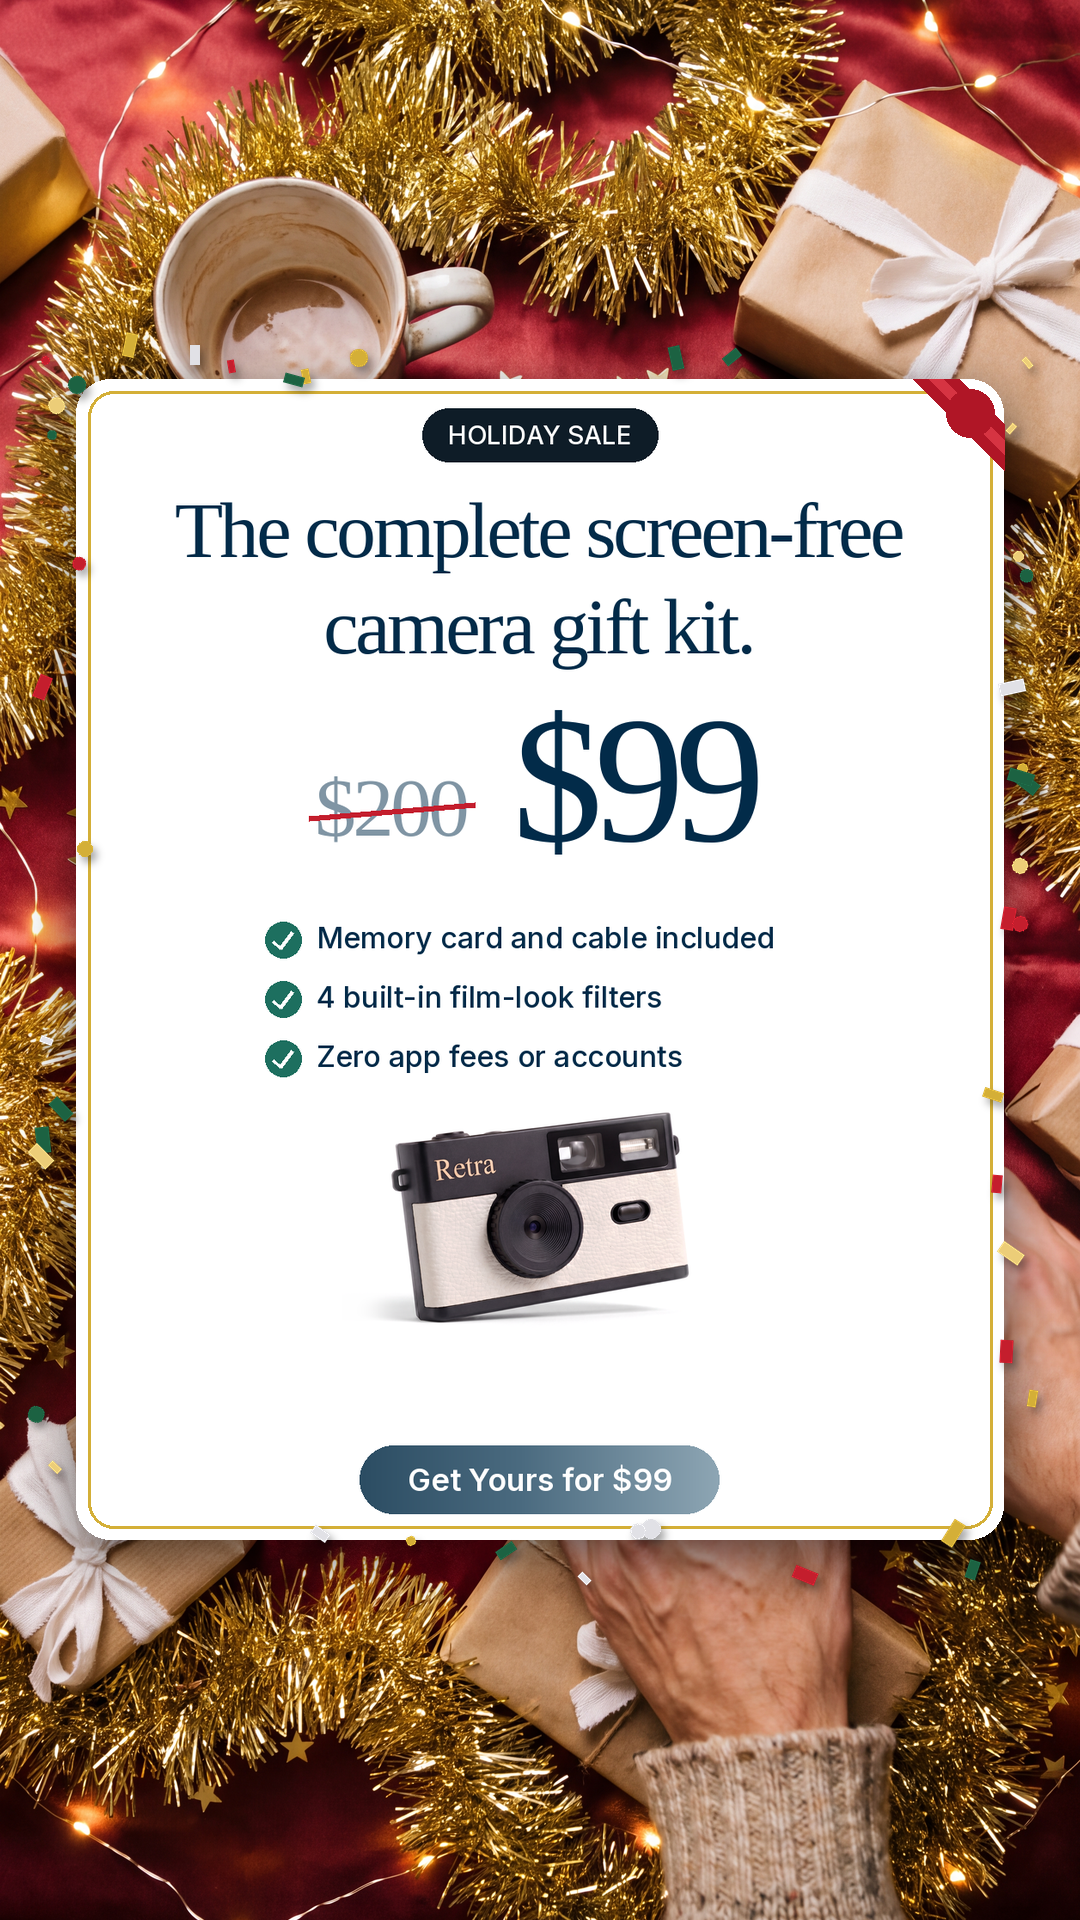 HOLIDAY SALE
The complete screen-free
camera gift kit.
$200 $99
Memory card and cable included
4 built-in film-look filters
Zero app fees or accounts
Retra
Get Yours for $99